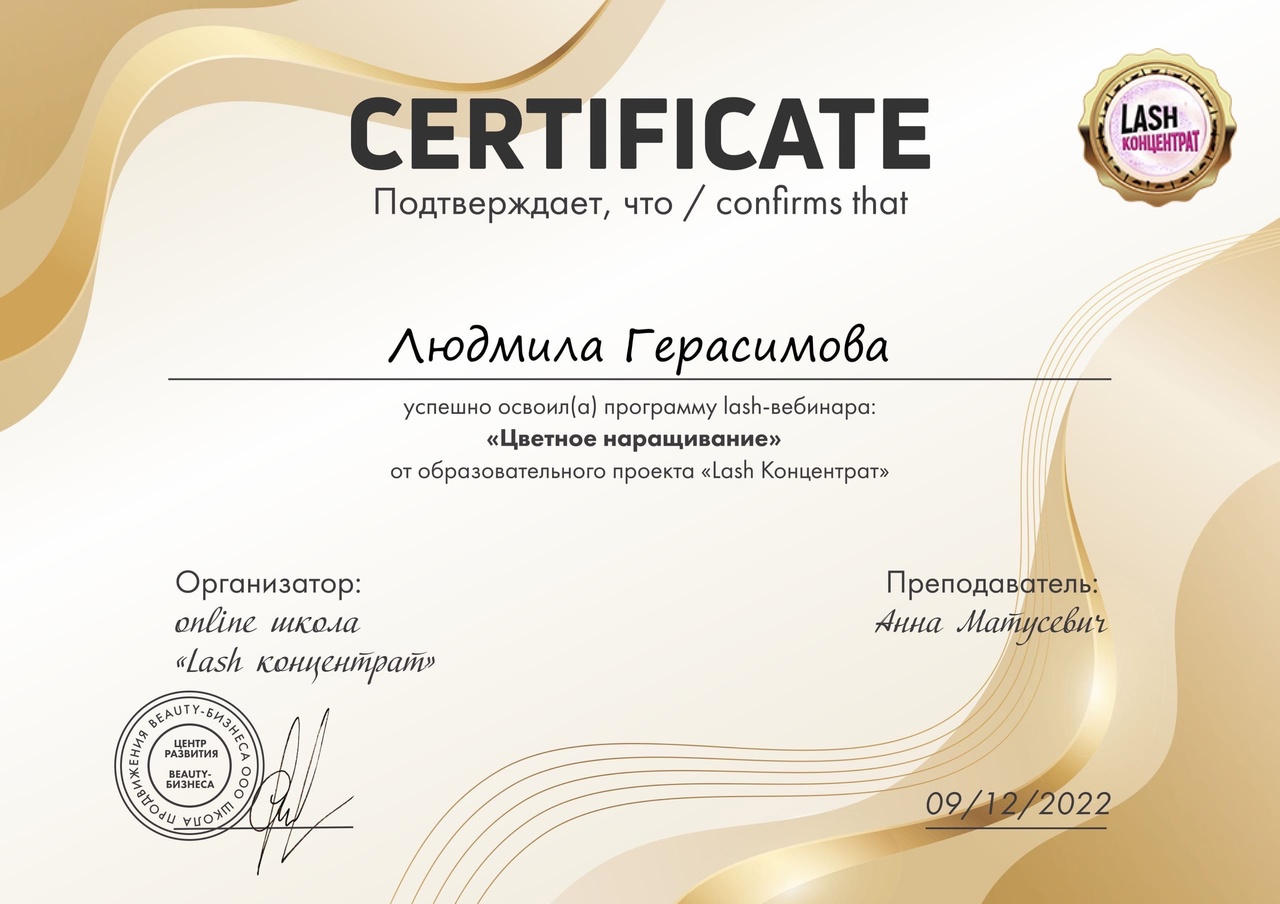 CERTIFICATE
Подтверждает, что / confirms that
LASH
КОНЦЕНТРАТ
Людмила Герасимова
успешно освоил(а) программу lash-вебинара:
«Цветное наращивание»
от образовательного проекта «Lash Концентрат»
Организатор:
online школа
«Lash концентрат»
Преподаватель:
Анна Матусевич
ООО ШКОЛА ПРОДВИЖЕНИЯ BEAUTY-БИЗНЕСА
ЦЕНТР
РАЗВИТИЯ
BEAUTY-
БИЗНЕСА
09/12/2022